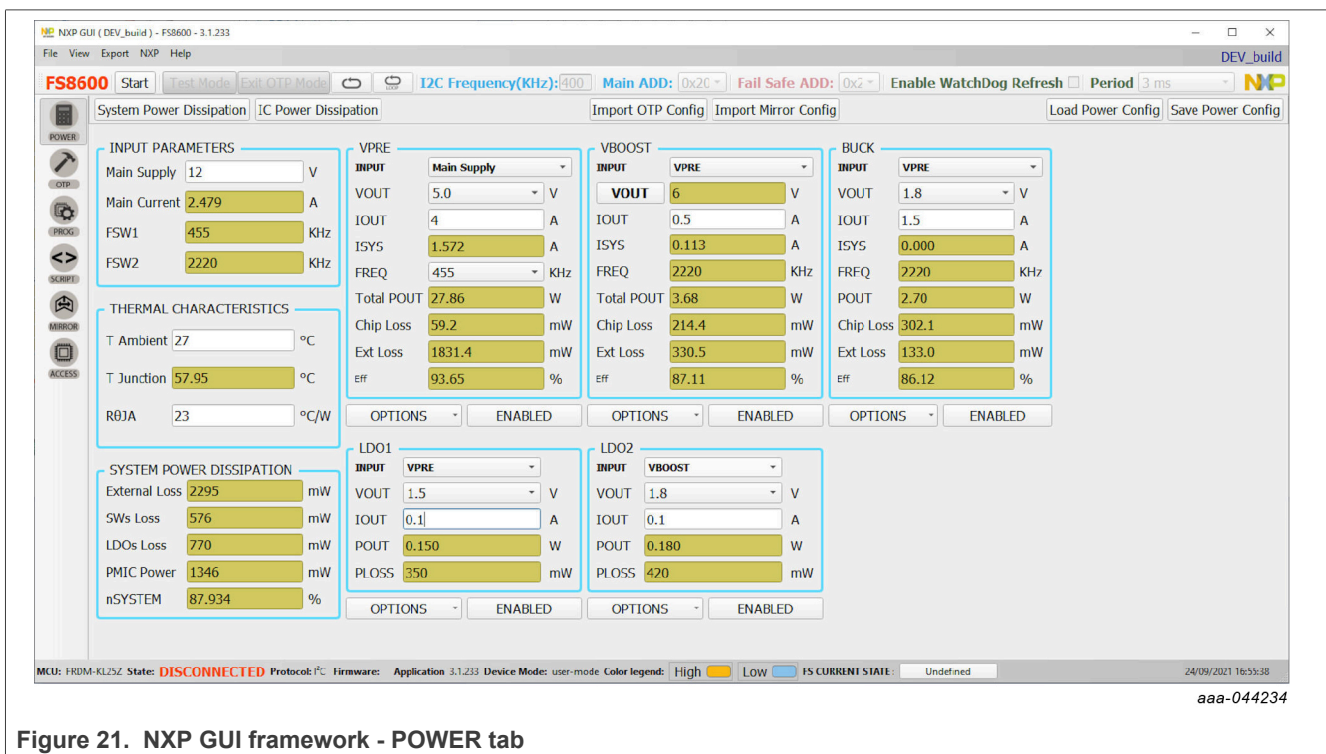 NXP GUI ( DEV_build ) - FS8600 - 3.1.233
File View Export NXP Help
DEV_build
FS8600 Start Test Mode Exit OTP Mode LOOP I2C Frequency(KHz): 400 Main ADD: 0x20 Fail Safe ADD: Enable WatchDog Refresh Period 3 ms NXP
System Power Dissipation IC Power Dissipation Import OTP Config Import Mirror Config Load Power Config Save Power Config
POWER
OTP
PROG
SCRIPT
MIRROR
ACCESS
INPUT PARAMETERS
Main Supply 12 V
Main Current 2.479 A
FSW1 455 KHz
FSW2 2220 KHz
THERMAL CHARACTERISTICS
T Ambient 27 °C
T Junction 57.95 °C
RθJA 23 °C/W
SYSTEM POWER DISSIPATION
External Loss 2295 mW
SWs Loss 576 mW
LDOs Loss 770 mW
PMIC Power 1346 mW
nSYSTEM 87.934 %
VPRE
INPUT Main Supply
VOUT 5.0 V
IOUT 4 A
ISYS 1.572 A
FREQ 455 KHz
Total POUT 27.86 W
Chip Loss 59.2 mW
Ext Loss 1831.4 mW
Eff 93.65 %
OPTIONS ENABLED
VBOOST
INPUT VPRE
VOUT 6 V
IOUT 0.5 A
ISYS 0.113 A
FREQ 2220 KHz
Total POUT 3.68 W
Chip Loss 214.4 mW
Ext Loss 330.5 mW
Eff 87.11 %
OPTIONS ENABLED
BUCK
INPUT VPRE
VOUT 1.8 V
IOUT 1.5 A
ISYS 0.000 A
FREQ 2220 KHz
POUT 2.70 W
Chip Loss 302.1 mW
Ext Loss 133.0 mW
Eff 86.12 %
OPTIONS ENABLED
LDO1
INPUT VPRE
VOUT 1.5 V
IOUT 0.1 A
POUT 0.150 W
PLOSS 350 mW
OPTIONS ENABLED
LDO2
INPUT VBOOST
VOUT 1.8 V
IOUT 0.1 A
POUT 0.180 W
PLOSS 420 mW
OPTIONS ENABLED
MCU: FRDM-KL25Z State: DISCONNECTED Protocol: I²C Firmware: Application 3.1.233 Device Mode: user-mode Color legend: High Low FS CURRENT STATE : Undefined 24/09/2021 16:55:38
aaa-044234
Figure 21. NXP GUI framework - POWER tab